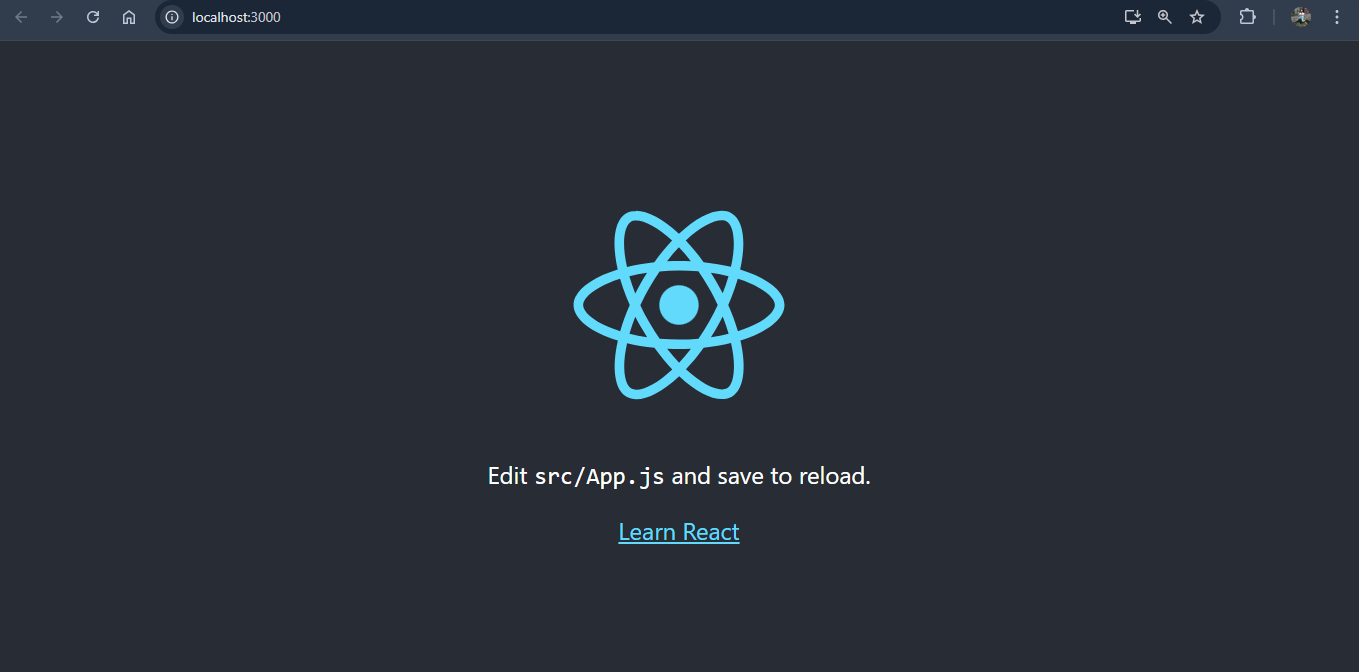 localhost:3000
Edit src/App.js and save to reload.
Learn React